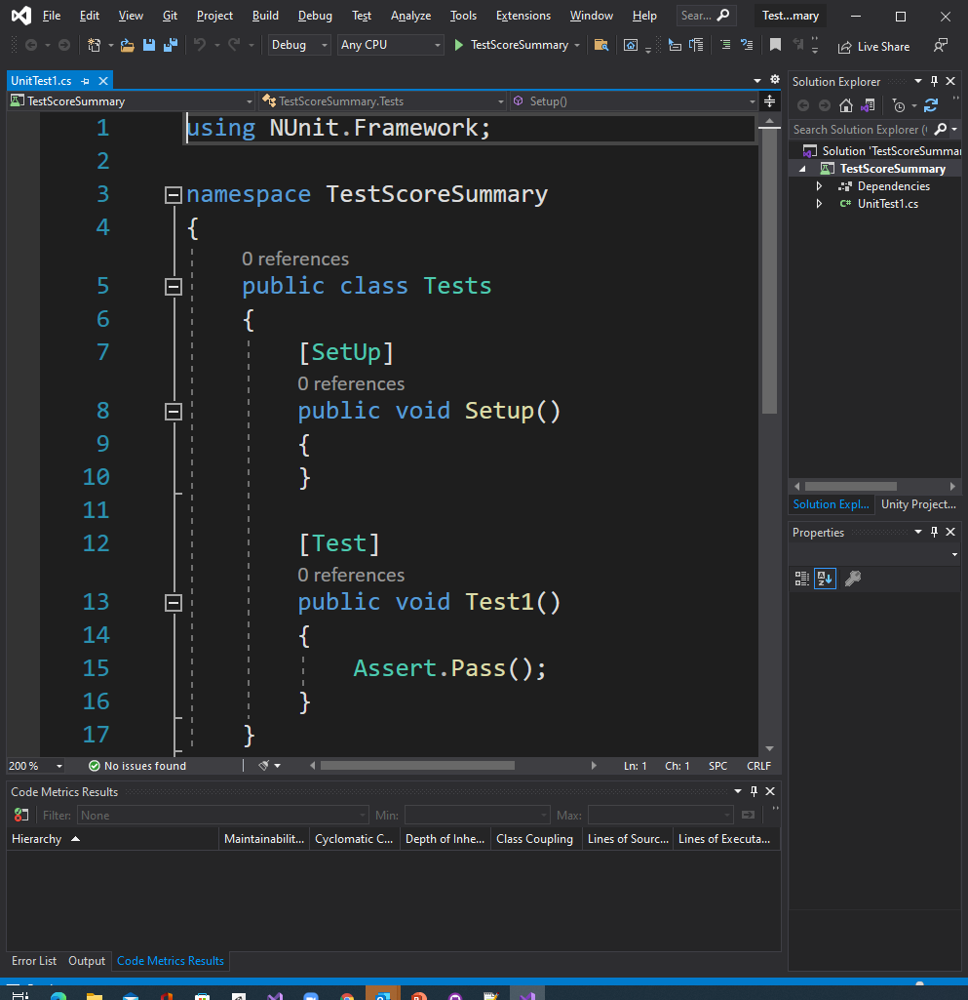 File Edit View Git Project Build Debug Test Analyze Tools Extensions Window Help Sear... Test...mary
Debug Any CPU TestScoreSummary Live Share
UnitTest1.cs
TestScoreSummary TestScoreSummary.Tests Setup()
1 using NUnit.Framework;
2
3 namespace TestScoreSummary
4 {
0 references
5 public class Tests
6 {
7 [SetUp]
0 references
8 public void Setup()
9 {
10 }
11
12 [Test]
0 references
13 public void Test1()
14 {
15 Assert.Pass();
16 }
17 }
200 % No issues found Ln: 1 Ch: 1 SPC CRLF
Solution Explorer
Search Solution Explorer (
Solution 'TestScoreSummar
TestScoreSummary
Dependencies
C# UnitTest1.cs
Solution Expl... Unity Project...
Properties
Code Metrics Results
Filter: None Min: Max:
Hierarchy Maintainabilit... Cyclomatic C... Depth of Inhe... Class Coupling Lines of Sourc... Lines of Executa...
Error List Output Code Metrics Results